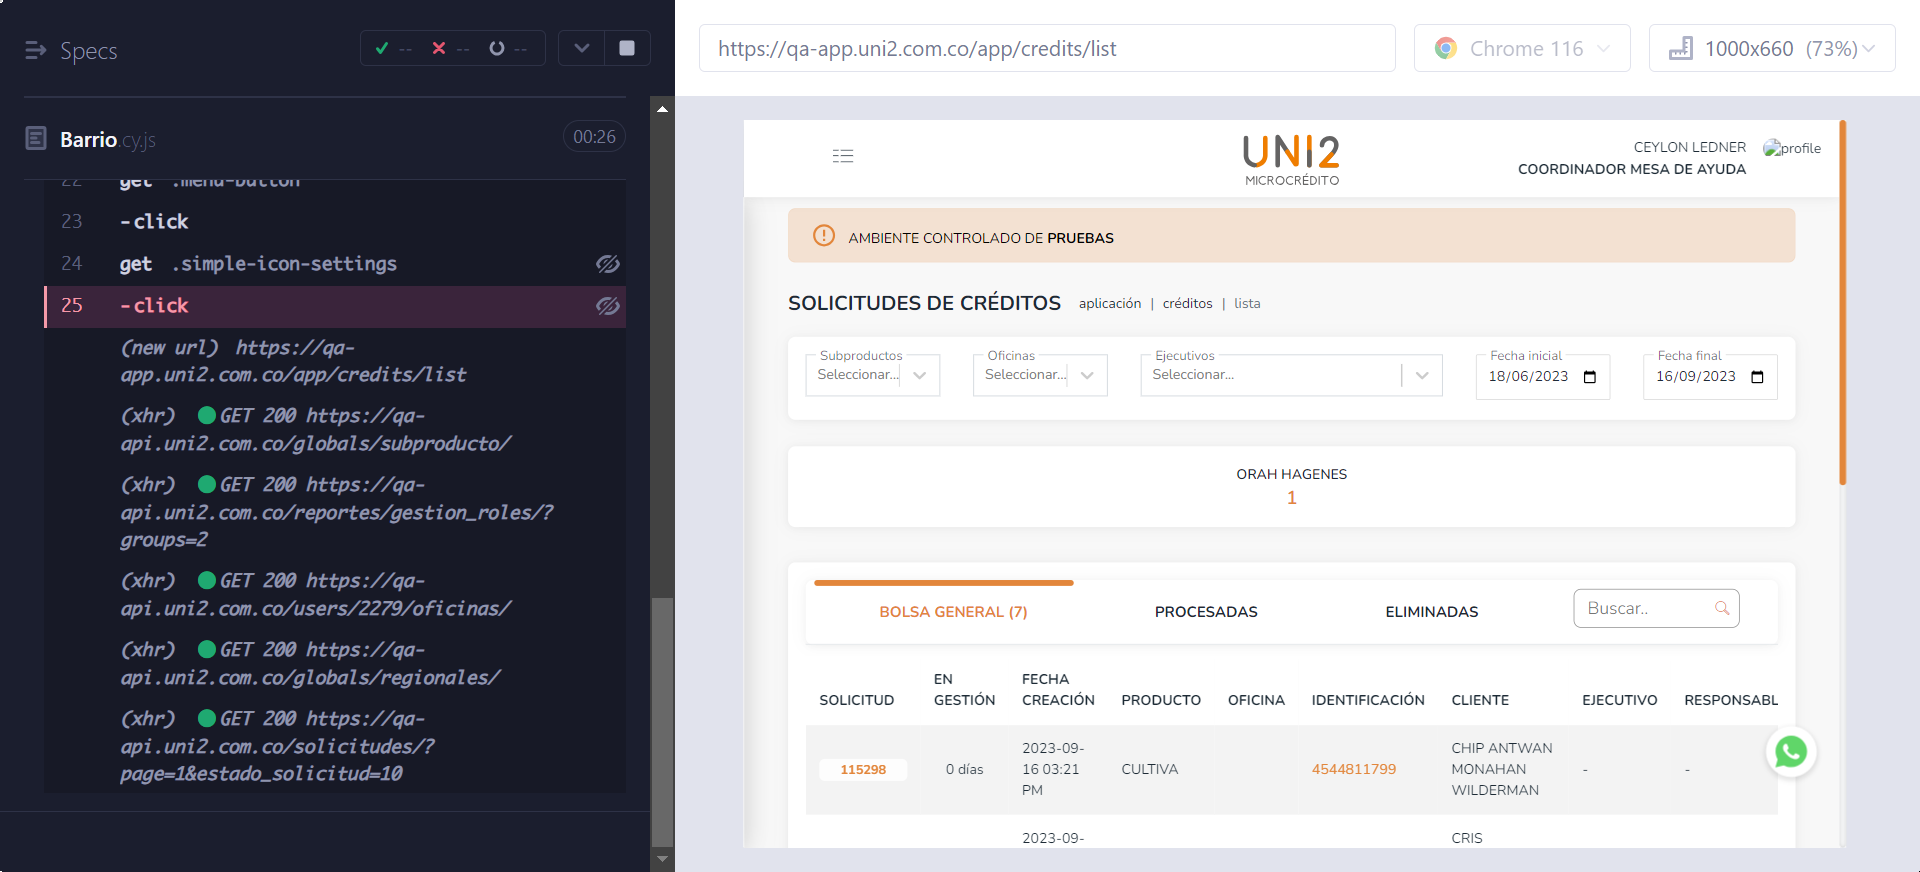 Specs
-- -- --
Barrio.cy.js 00:26
22 get .menu-button
23 -click
24 get .simple-icon-settings
25 -click
(new url) https://qa-
app.uni2.com.co/app/credits/list
(xhr) GET 200 https://qa-
api.uni2.com.co/globals/subproducto/
(xhr) GET 200 https://qa-
api.uni2.com.co/reportes/gestion_roles/?
groups=2
(xhr) GET 200 https://qa-
api.uni2.com.co/users/2279/oficinas/
(xhr) GET 200 https://qa-
api.uni2.com.co/globals/regionales/
(xhr) GET 200 https://qa-
api.uni2.com.co/solicitudes/?
page=1&estado_solicitud=10
https://qa-app.uni2.com.co/app/credits/list
Chrome 116
1000x660 (73%)
UNI2
MICROCRÉDITO
CEYLON LEDNER
COORDINADOR MESA DE AYUDA
profile
AMBIENTE CONTROLADO DE PRUEBAS
SOLICITUDES DE CRÉDITOS aplicación | créditos | lista
Subproductos
Seleccionar...
Oficinas
Seleccionar...
Ejecutivos
Seleccionar...
Fecha inicial
18/06/2023
Fecha final
16/09/2023
ORAH HAGENES
1
BOLSA GENERAL (7) PROCESADAS ELIMINADAS Buscar..
SOLICITUD
EN
GESTIÓN
FECHA
CREACIÓN
PRODUCTO OFICINA IDENTIFICACIÓN CLIENTE EJECUTIVO RESPONSABL
115298
0 días
2023-09-
16 03:21
PM
CULTIVA
4544811799
CHIP ANTWAN
MONAHAN
WILDERMAN
-
-
2023-09-
CRIS